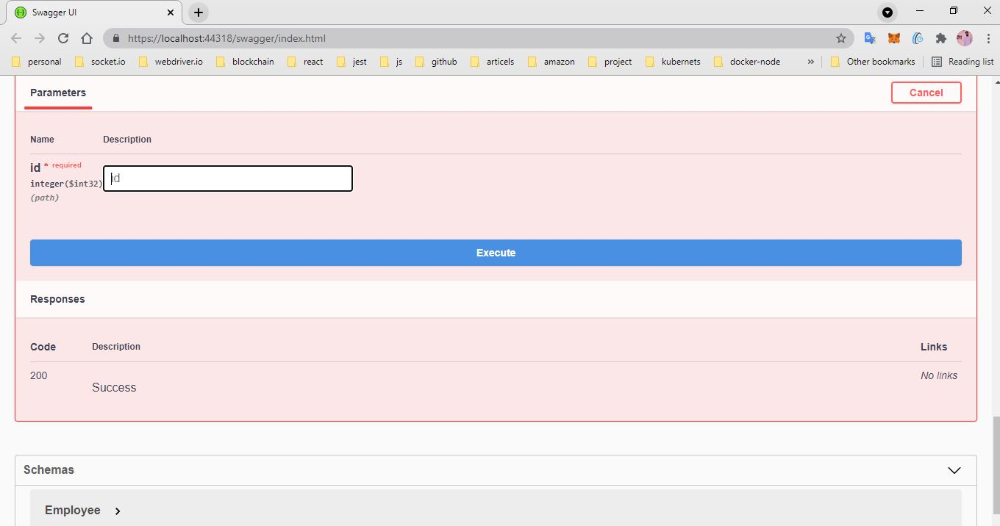 Swagger UI
https://localhost:44318/swagger/index.html
personal socket.io webdriver.io blockchain react jest js github articels amazon project kubernets docker-node » Other bookmarks Reading list
Parameters Cancel
Name Description
id * required
integer($int32) id
(path)
Execute
Responses
Code Description Links
200 No links
Success
Schemas
Employee